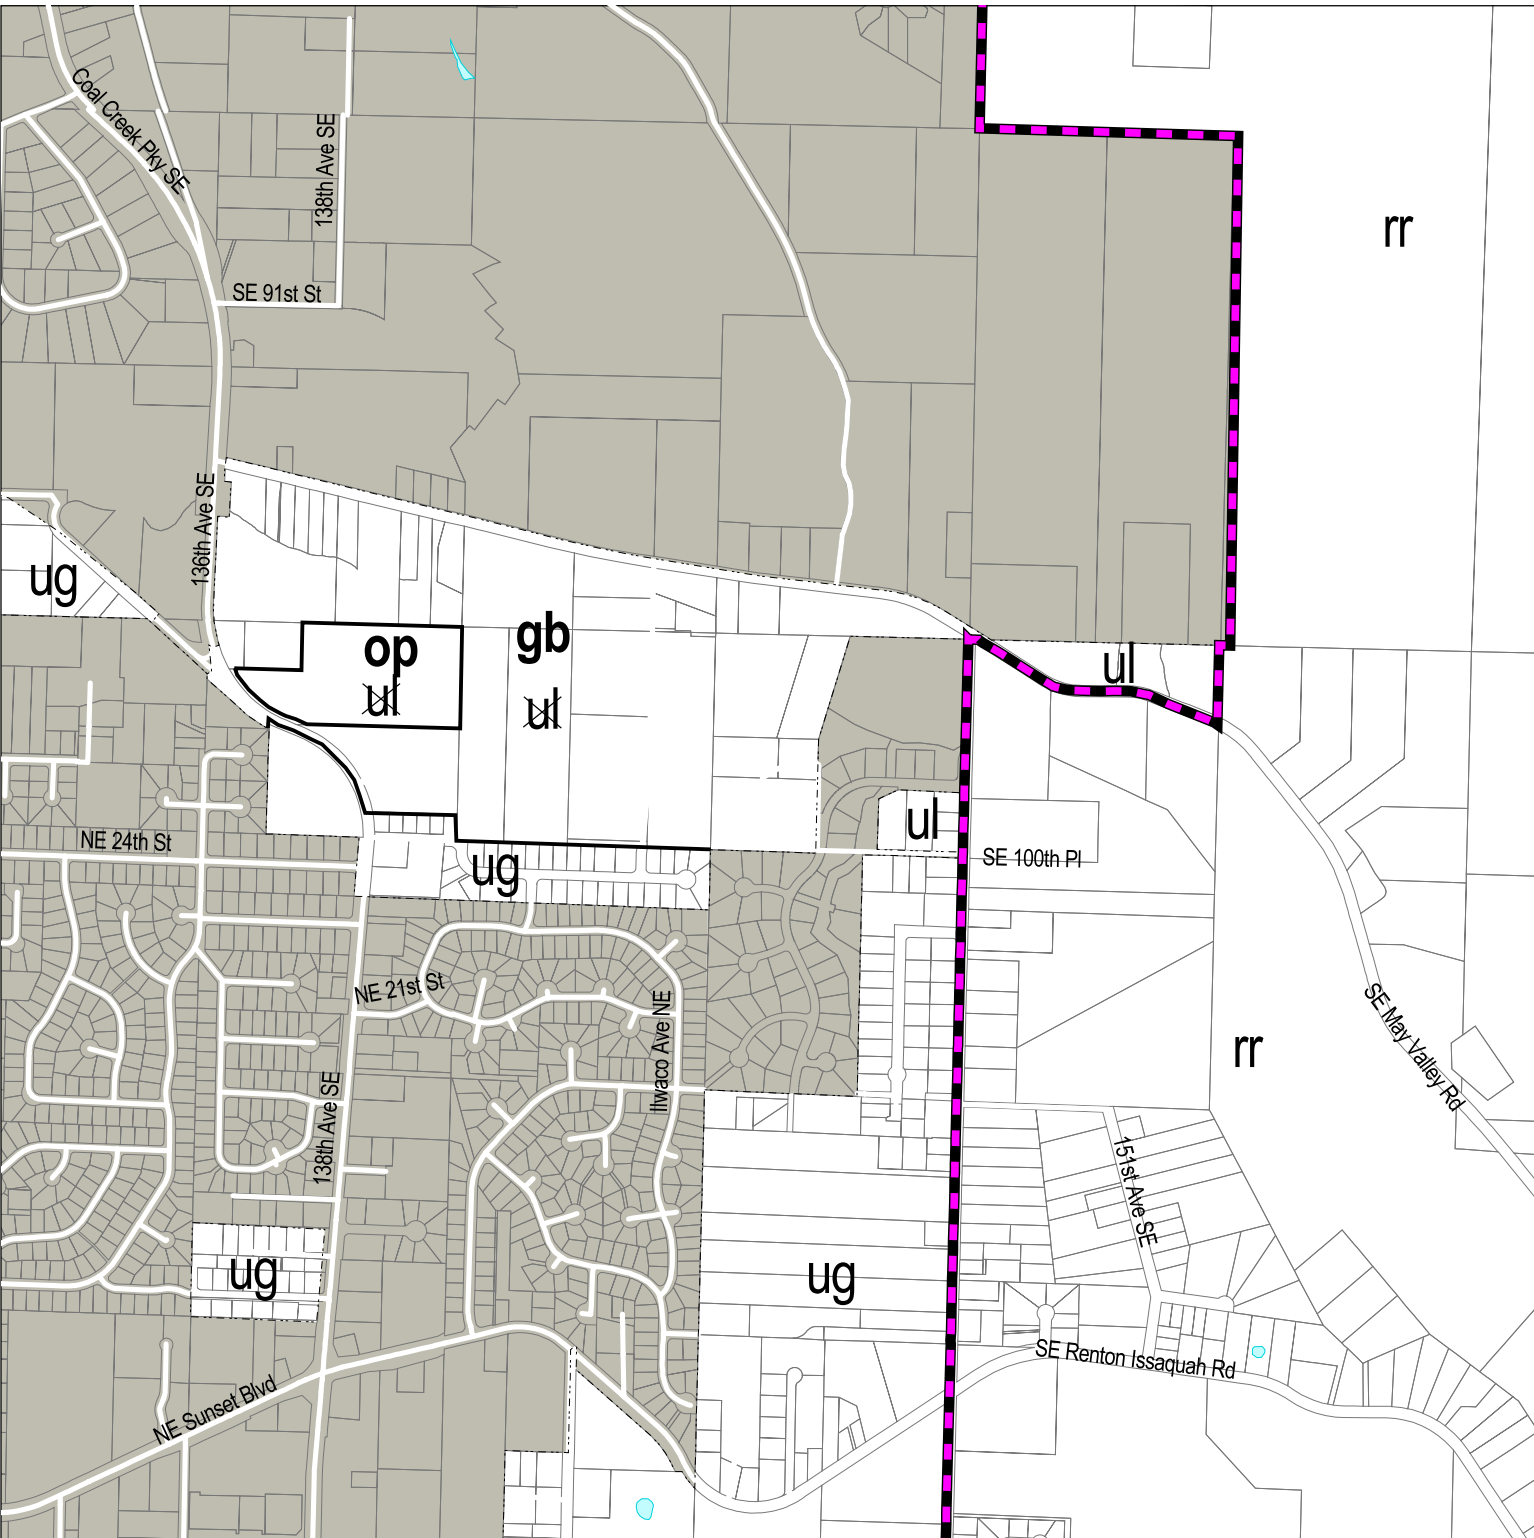 Coal Creek Pky SE
138th Ave SE
rr
SE 91st St
136th Ave SE
ug
op
gb
ul
ul
ul
ul
NE 24th St
ug
SE 100th Pl
NE 21st St
Ilwaco Ave NE
SE May Valley Rd
rr
138th Ave SE
151st Ave SE
ug
ug
SE Renton Issaquah Rd
NE Sunset Blvd